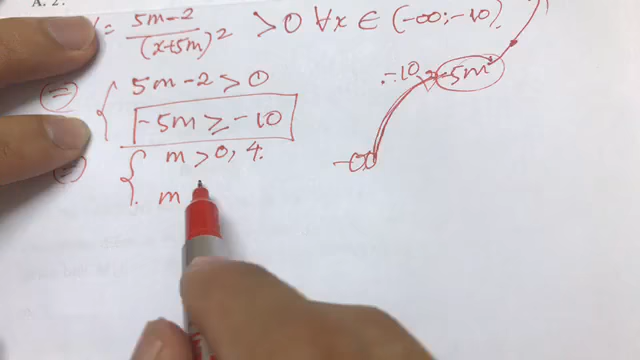 A. 2.
= 5m-2 / (x+5m)² > 0 ∀x ∈ (-∞; -10).
⇔ { 5m-2 > 0
-5m ≥ -10
⇔ { m > 0,4.
m
-10
-5m
-∞